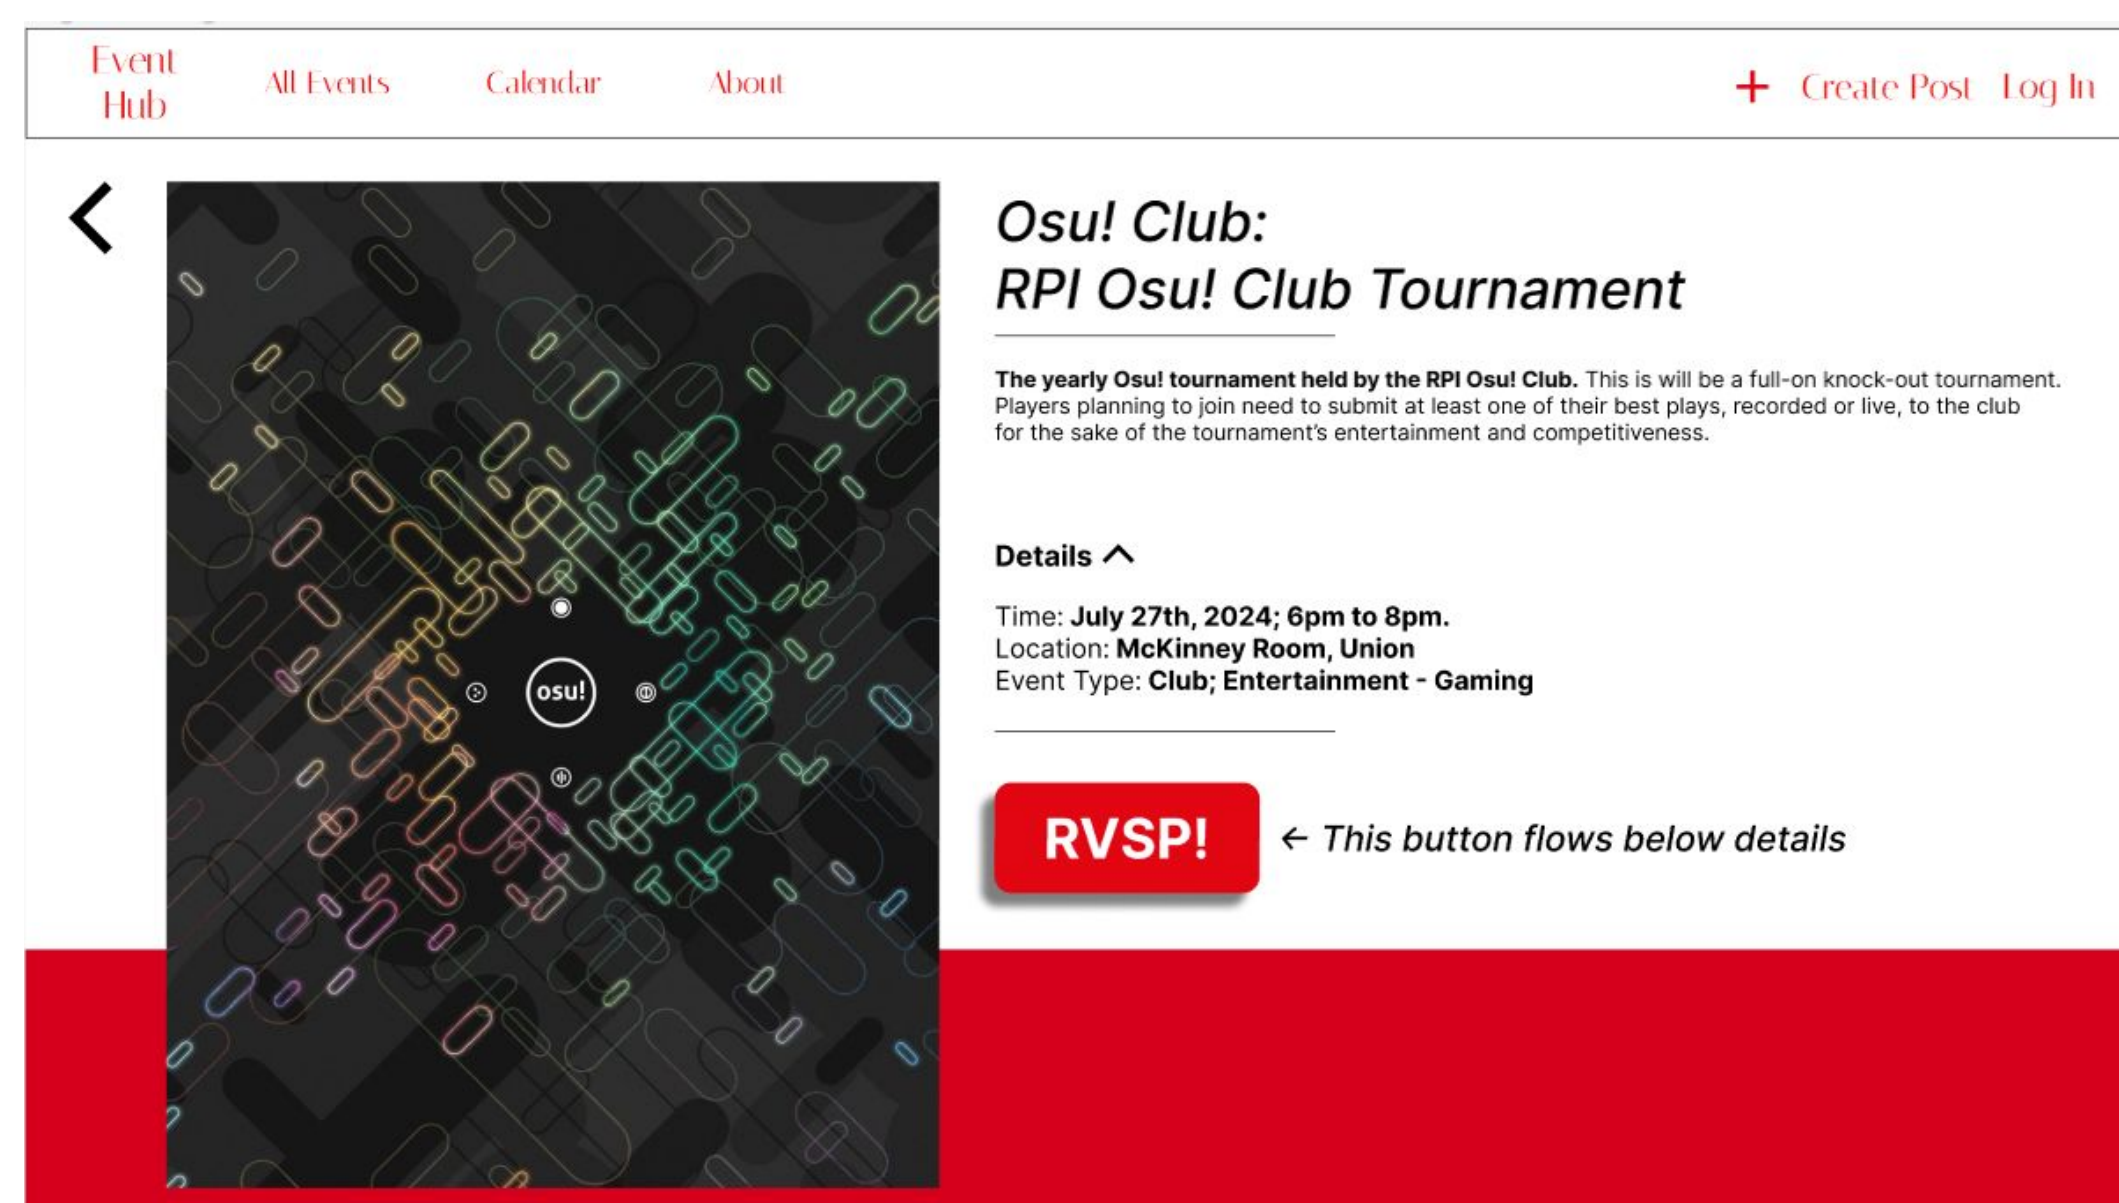 Event
Hub
All Events
Calendar
About
+ Create Post
Log In
Osu! Club:
RPI Osu! Club Tournament
The yearly Osu! tournament held by the RPI Osu! Club. This is will be a full-on knock-out tournament.
Players planning to join need to submit at least one of their best plays, recorded or live, to the club
for the sake of the tournament’s entertainment and competitiveness.
Details
Time: July 27th, 2024; 6pm to 8pm.
Location: McKinney Room, Union
Event Type: Club; Entertainment - Gaming
osu!
RVSP!
← This button flows below details